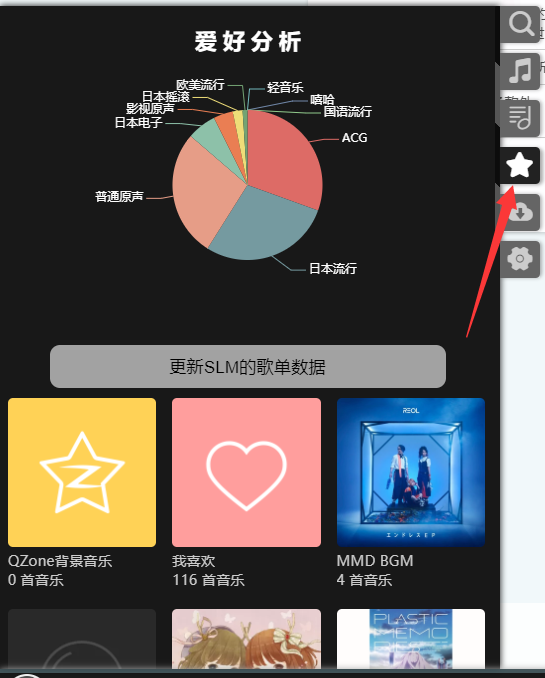 爱好分析
欧美流行
轻音乐
日本摇滚
嘻哈
影视原声
国语流行
日本电子
ACG
普通原声
日本流行
更新SLM的歌单数据
REOL
エンドレスEP
QZone背景音乐
我喜欢
MMD BGM
0 首音乐
116 首音乐
4 首音乐
PLASTIC
MEMO